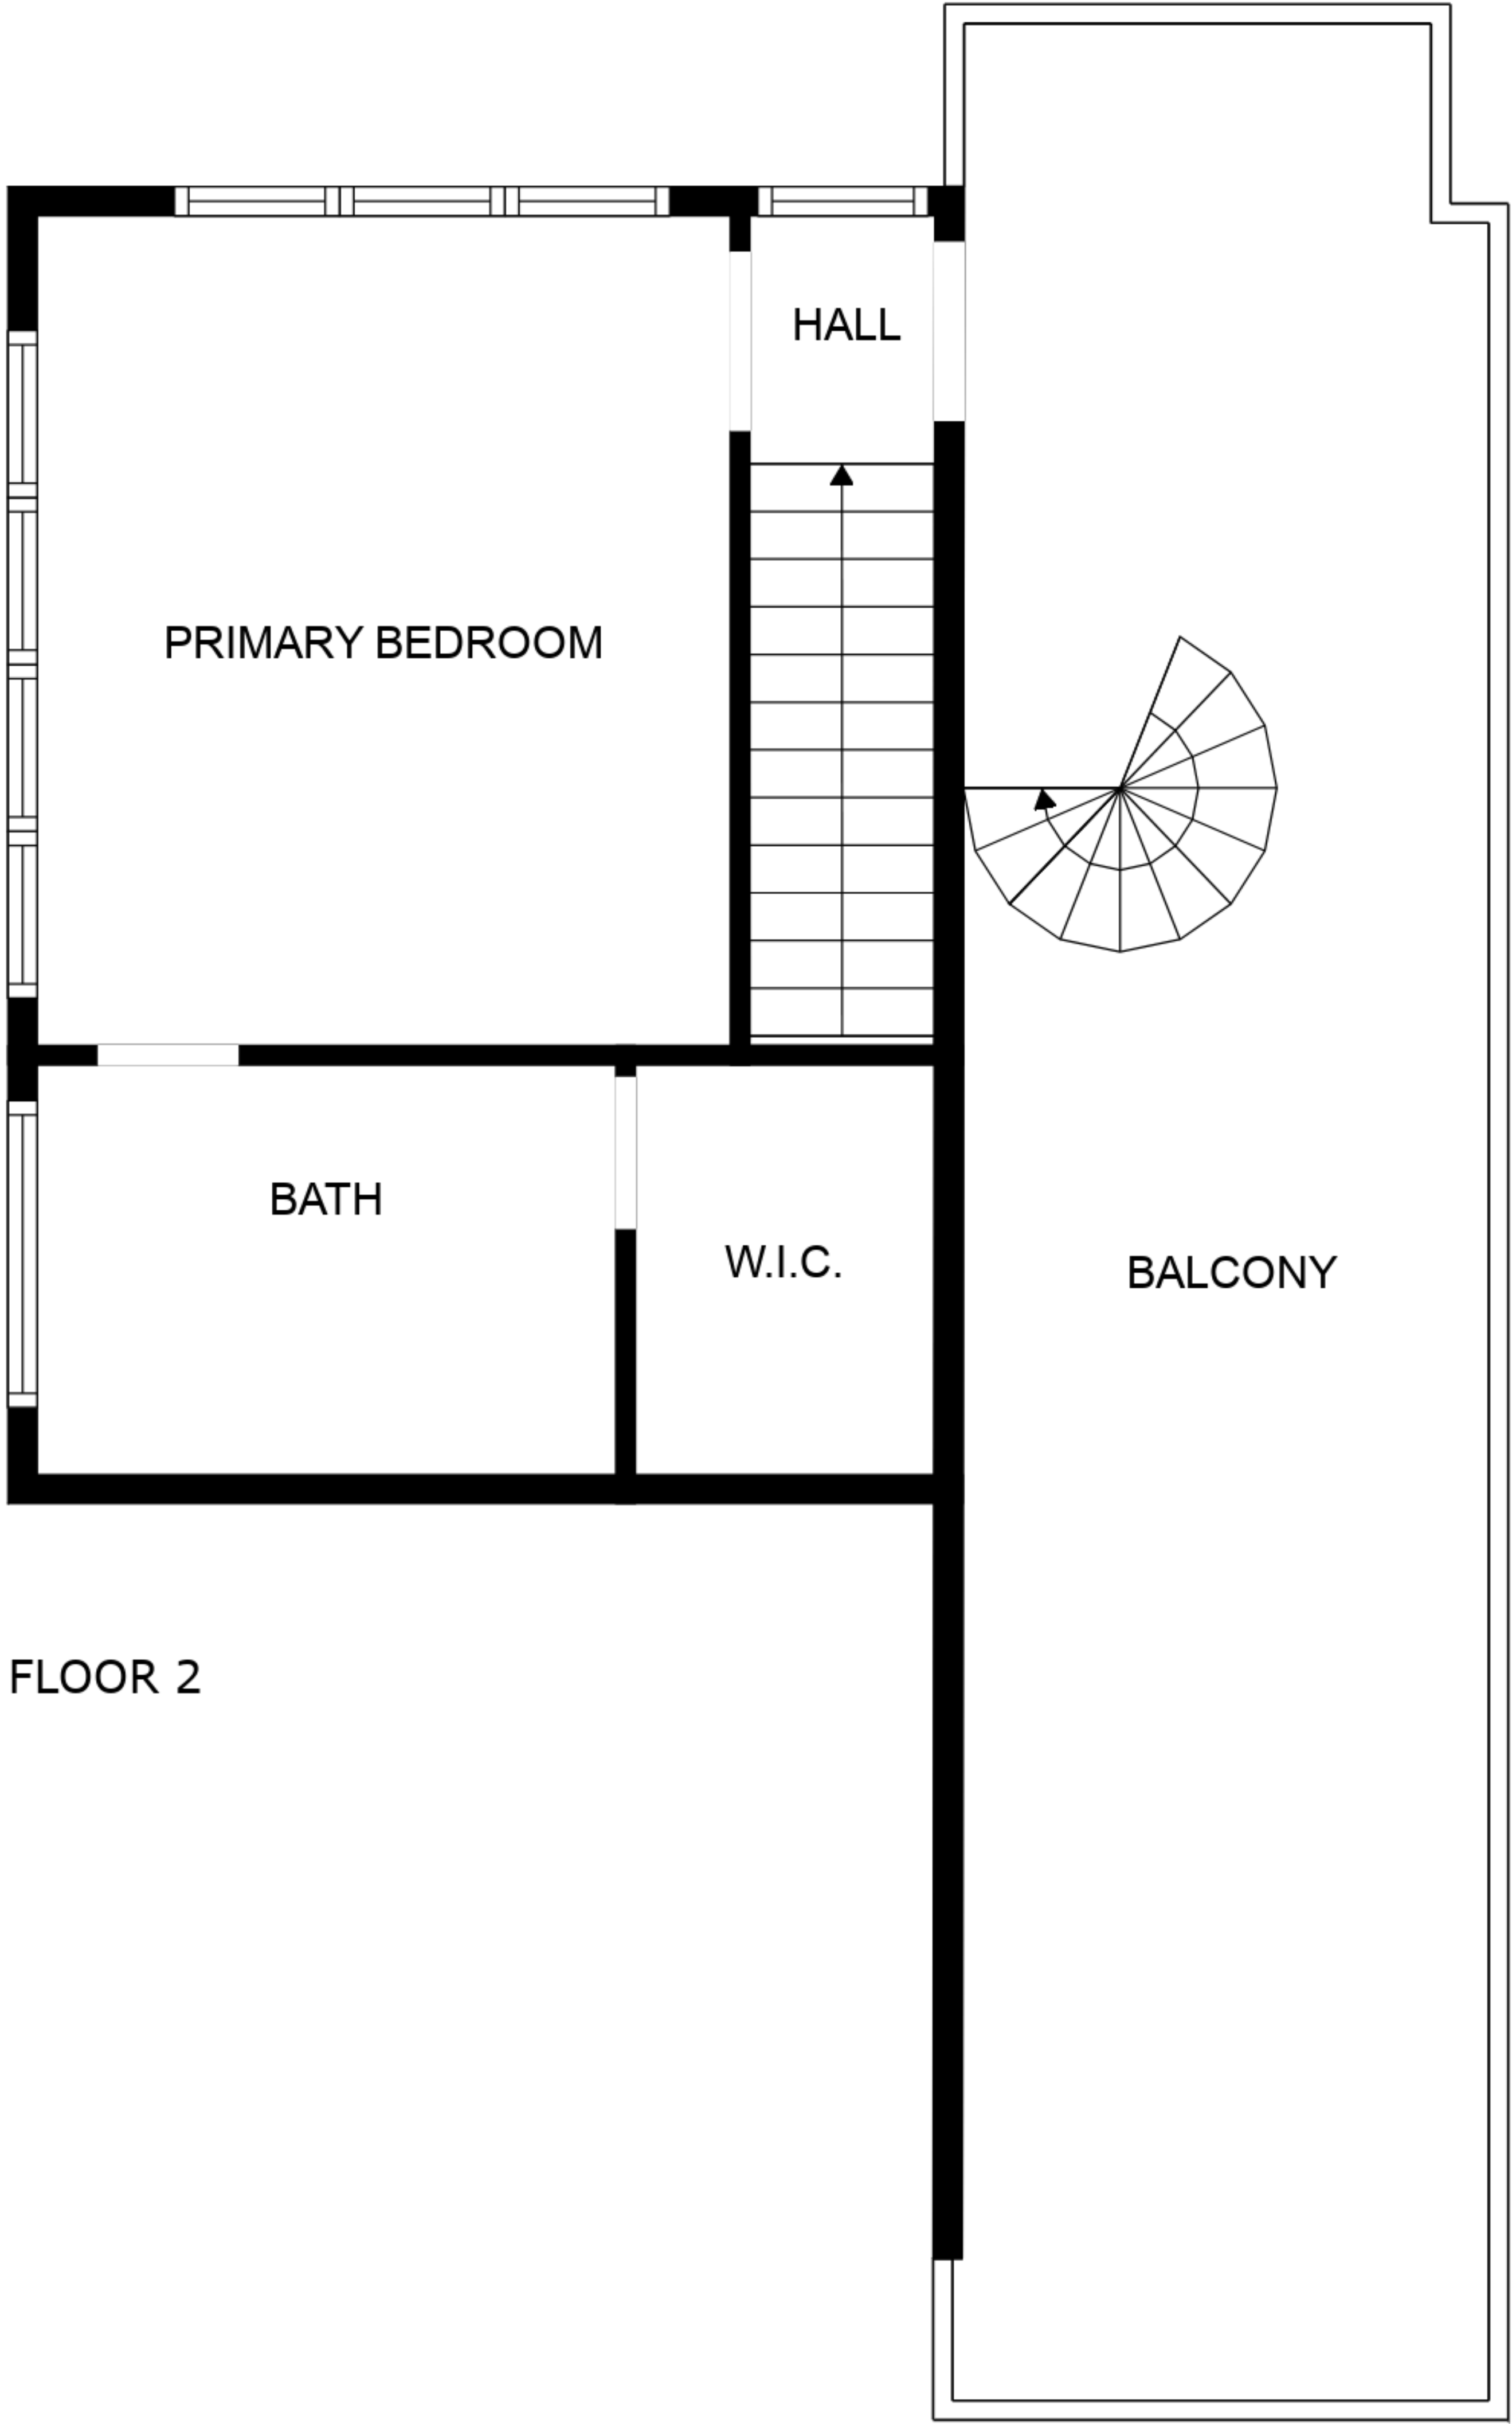 HALL
PRIMARY BEDROOM
BATH
W.I.C.
BALCONY
FLOOR 2